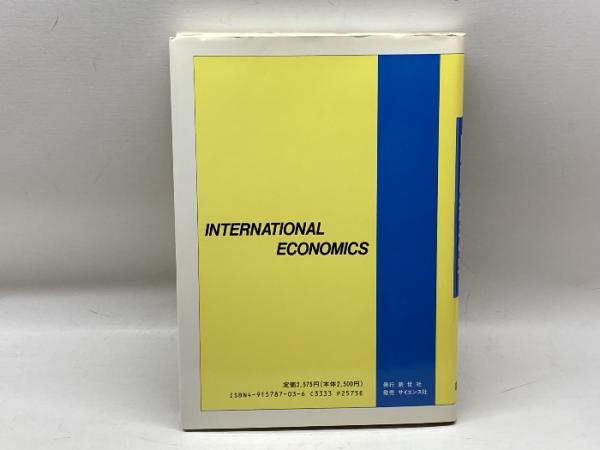 INTERNATIONAL
ECONOMICS
定価2,575円(本体2,500円)
ISBN4-915787-03-6 C3333 P2575E
発行 新世社
発売 サイエンス社